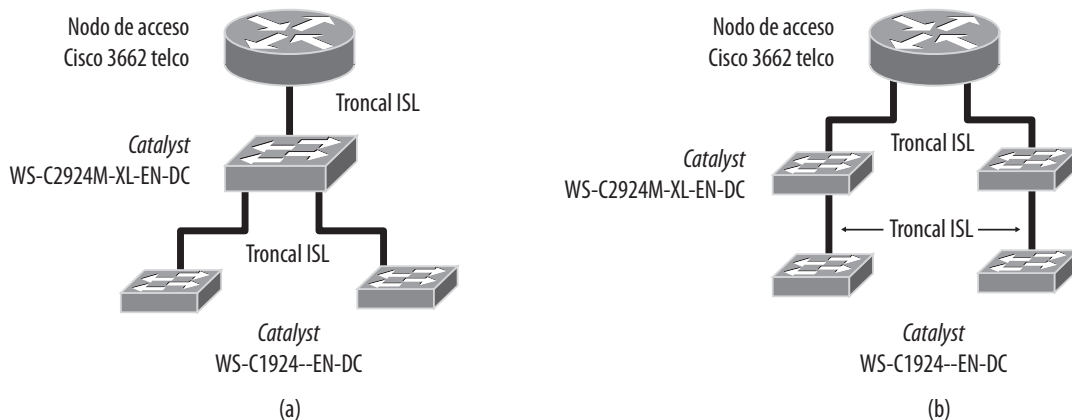 Nodo de acceso
Cisco 3662 telco
Troncal ISL
Catalyst
WS-C2924M-XL-EN-DC
Troncal ISL
Catalyst
WS-C1924--EN-DC
(a)
Nodo de acceso
Cisco 3662 telco
Troncal ISL
Catalyst
WS-C2924M-XL-EN-DC
Troncal ISL
Catalyst
WS-C1924--EN-DC
(b)